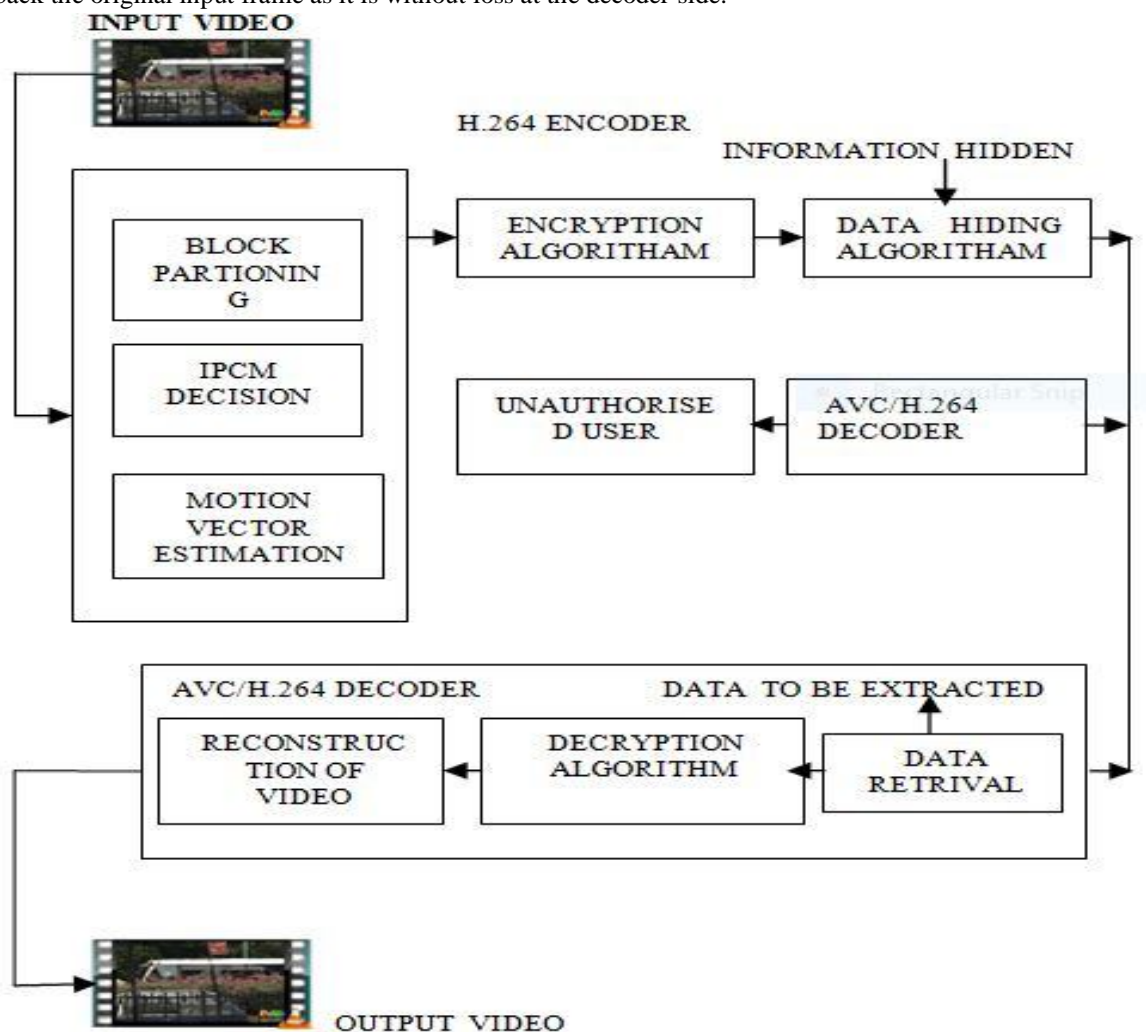 back the original input frame as it is without loss at the decoder side.
INPUT VIDEO
H.264 ENCODER
INFORMATION HIDDEN
BLOCK
PARTIONIN
G
ENCRYPTION
ALGORITHAM
DATA HIDING
ALGORITHAM
IPCM
DECISION
UNAUTHORISE
D USER
Rectangular Snip
AVC/H.264
DECODER
MOTION
VECTOR
ESTIMATION
AVC/H.264 DECODER
DATA TO BE EXTRACTED
RECONSTRUC
TION OF
VIDEO
DECRYPTION
ALGORITHM
DATA
RETRIVAL
OUTPUT VIDEO